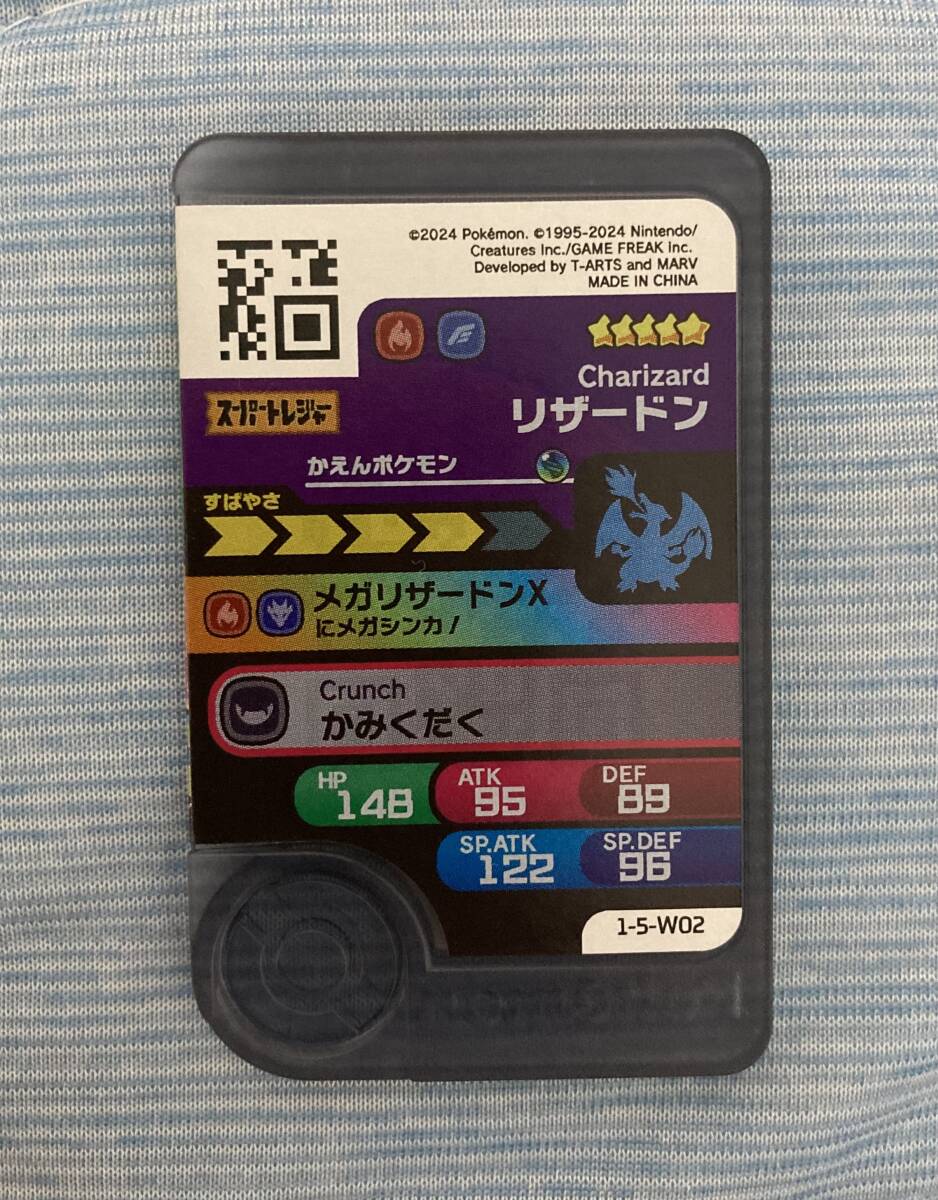 ©2024 Pokémon. ©1995-2024 Nintendo/
Creatures Inc./GAME FREAK inc.
Developed by T-ARTS and MARV
MADE IN CHINA
Charizard
リザードン
スーパートレジャー
かえんポケモン
すばやさ
メガリザードンX
にメガシンカ！
Crunch
かみくだく
HP
148
ATK
95
DEF
89
SP.ATK
122
SP.DEF
96
1-5-W02